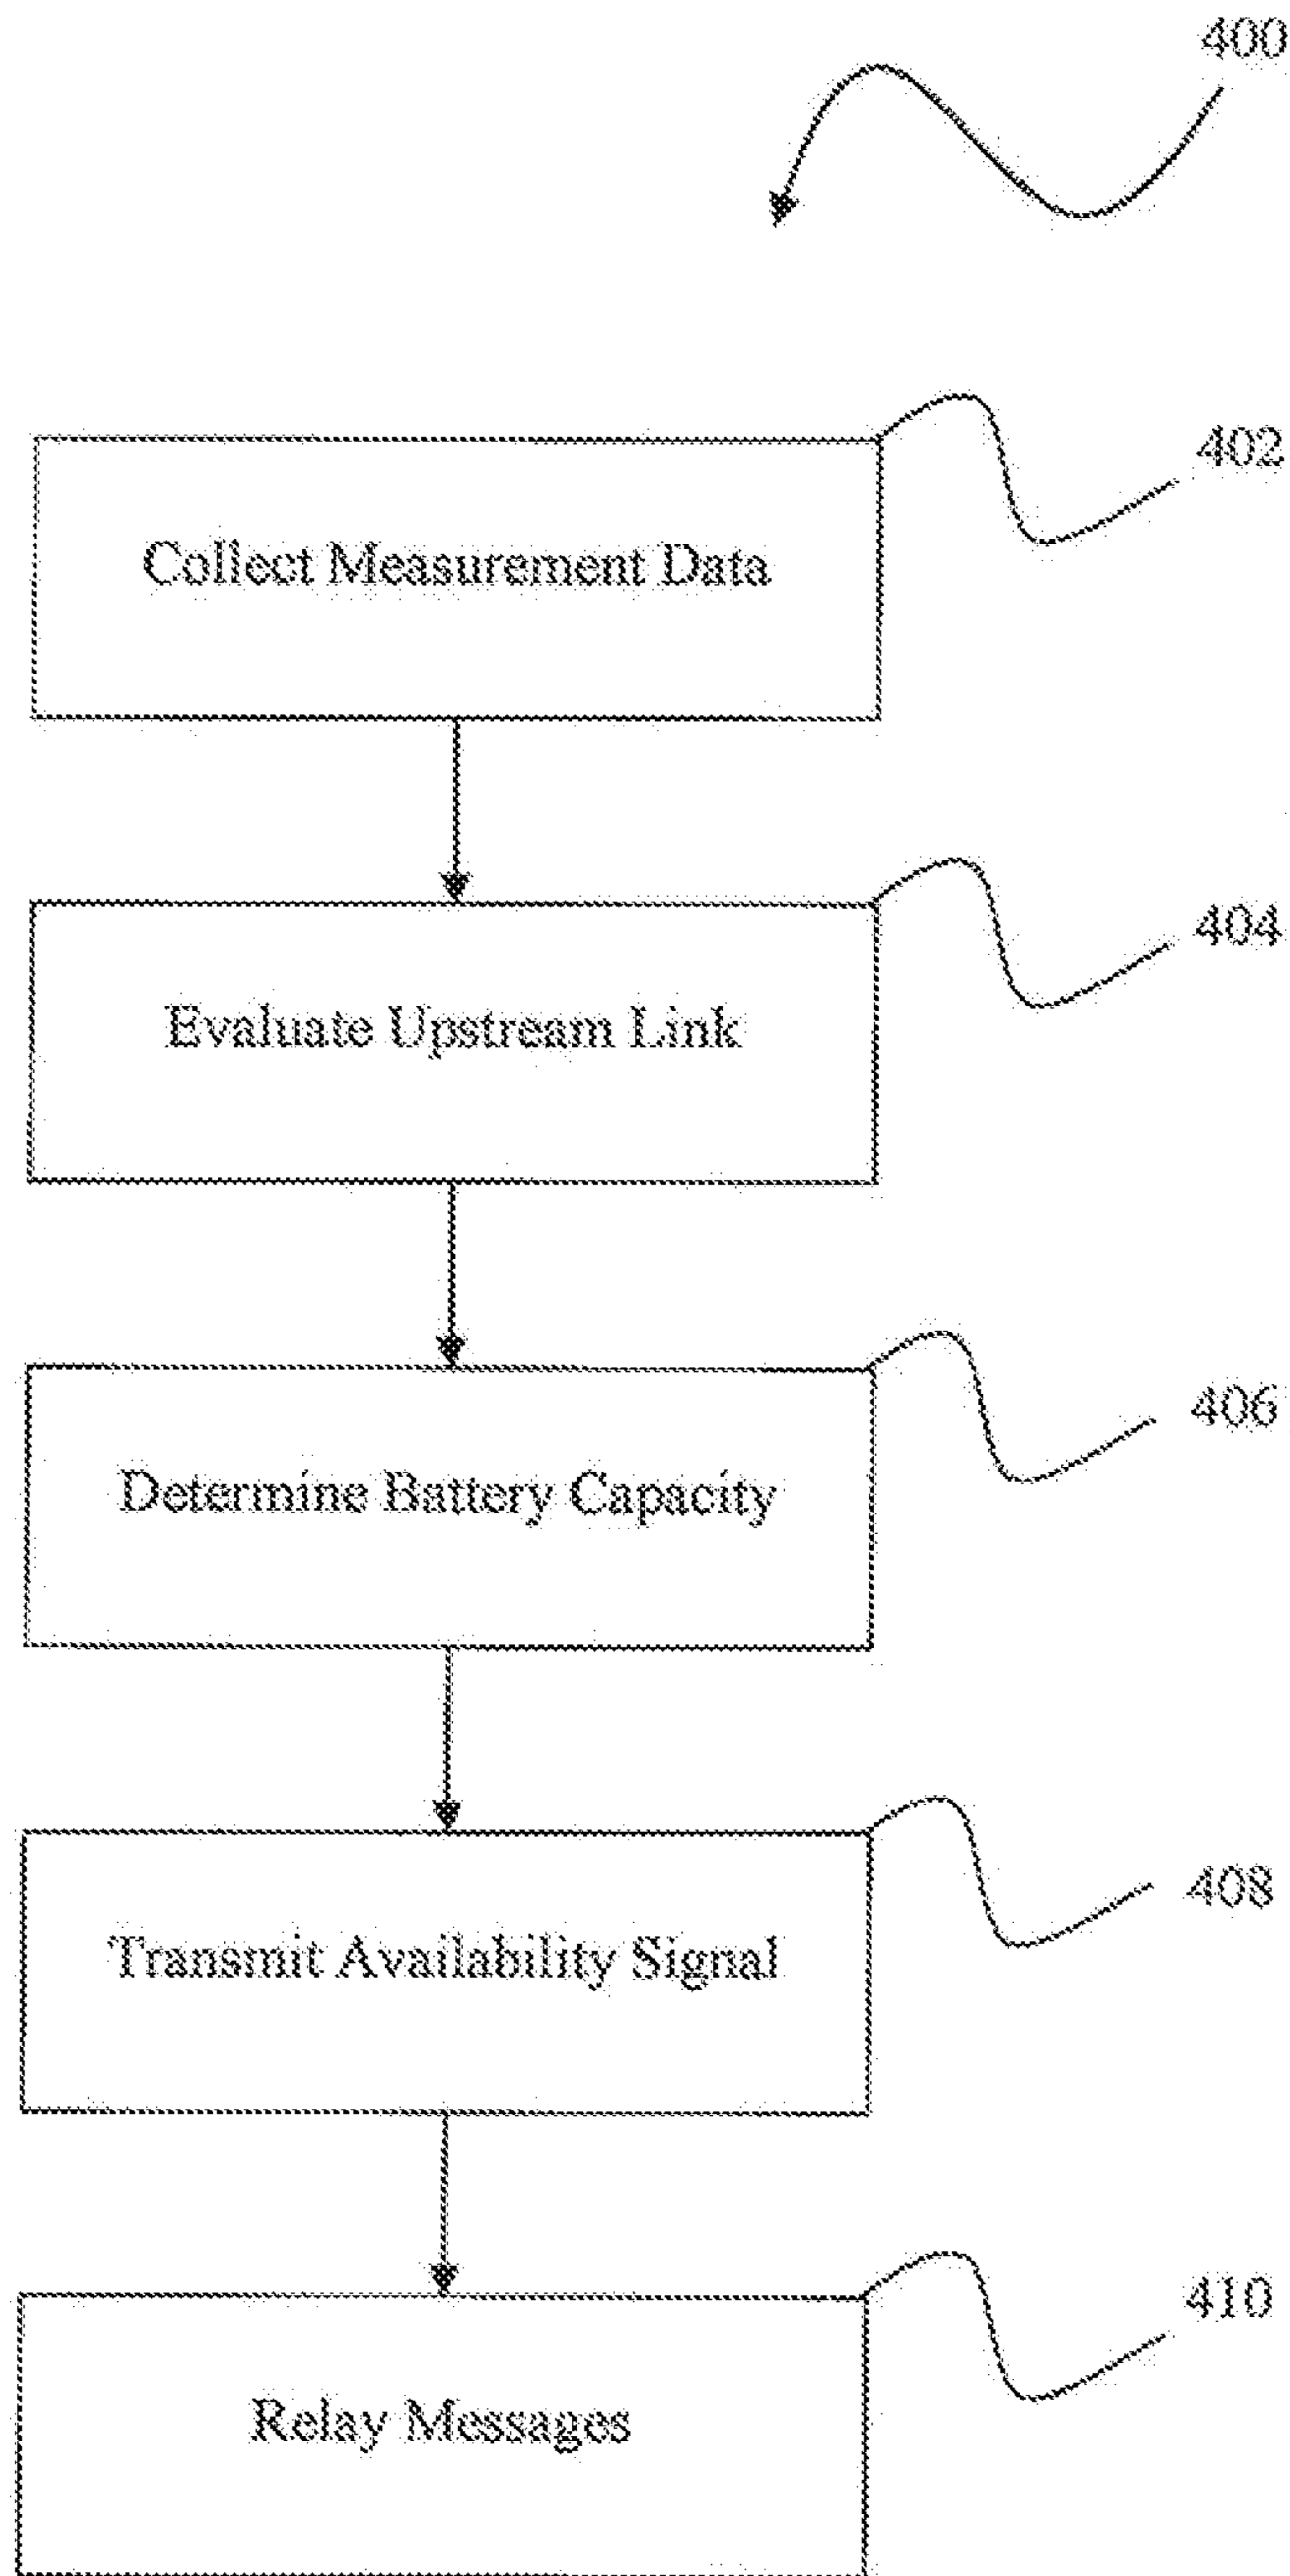 400
402
Collect Measurement Data
404
Evaluate Upstream Link
406
Determine Battery Capacity
408
Transmit Availability Signal
410
Relay Messages